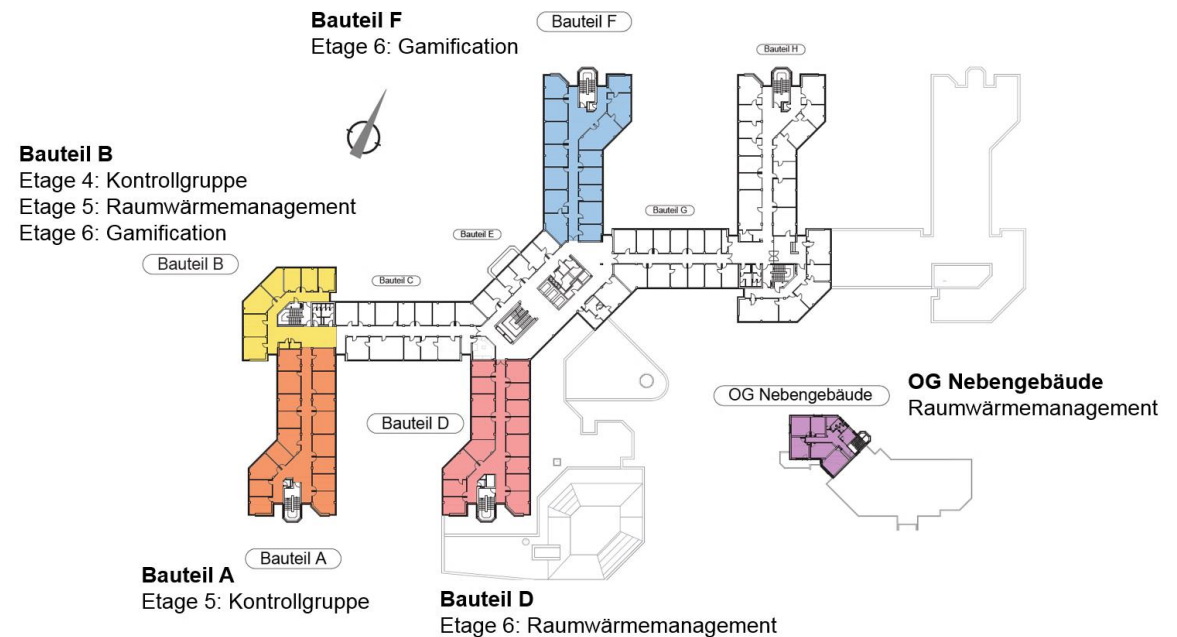 Bauteil F
Etage 6: Gamification
Bauteil F
Bauteil H
Bauteil B
Etage 4: Kontrollgruppe
Etage 5: Raumwärmemanagement
Etage 6: Gamification
Bauteil B
Bauteil E
Bauteil G
Bauteil C
Bauteil D
OG Nebengebäude
OG Nebengebäude
Raumwärmemanagement
Bauteil A
Bauteil A
Etage 5: Kontrollgruppe
Bauteil D
Etage 6: Raumwärmemanagement